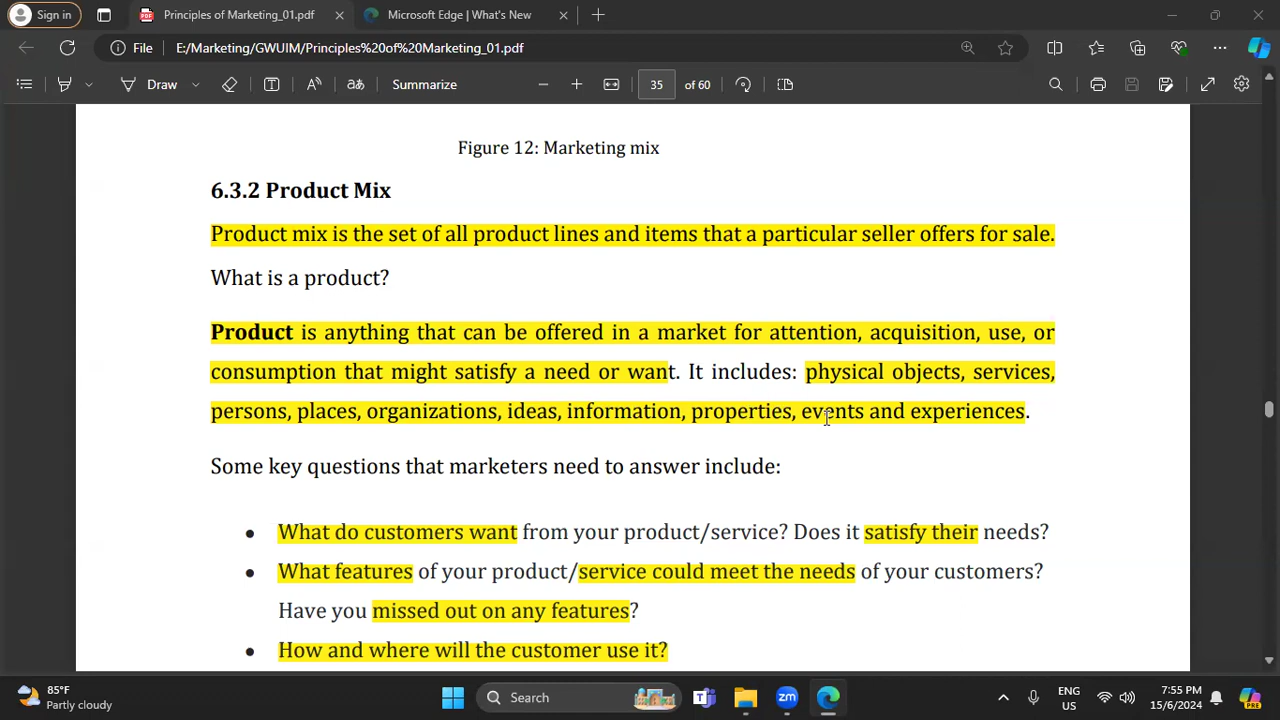 Sign in
Principles of Marketing_01.pdf
Microsoft Edge | What's New
File
E:/Marketing/GWUIM/Principles%20of%20Marketing_01.pdf
Draw
Summarize
35
of 60
Figure 12: Marketing mix
6.3.2 Product Mix
Product mix is the set of all product lines and items that a particular seller offers for sale.
What is a product?
Product is anything that can be offered in a market for attention, acquisition, use, or
consumption that might satisfy a need or want. It includes: physical objects, services,
persons, places, organizations, ideas, information, properties, events and experiences.
Some key questions that marketers need to answer include:
• What do customers want from your product/service? Does it satisfy their needs?
• What features of your product/service could meet the needs of your customers?
Have you missed out on any features?
• How and where will the customer use it?
85°F
Partly cloudy
Search
zm
ENG
US
7:55 PM
15/6/2024
PRE